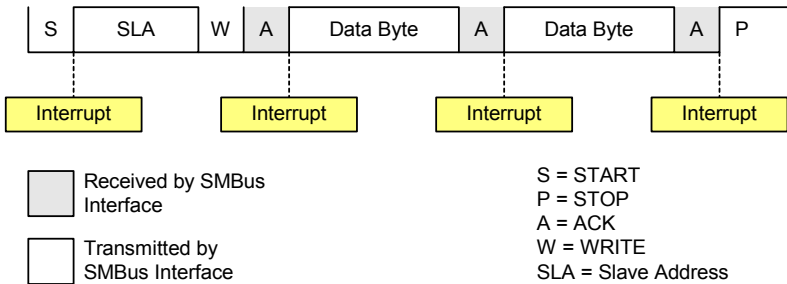 S SLA W A Data Byte A Data Byte A P
Interrupt Interrupt Interrupt Interrupt
Received by SMBus
Interface
Transmitted by
SMBus Interface
S = START
P = STOP
A = ACK
W = WRITE
SLA = Slave Address